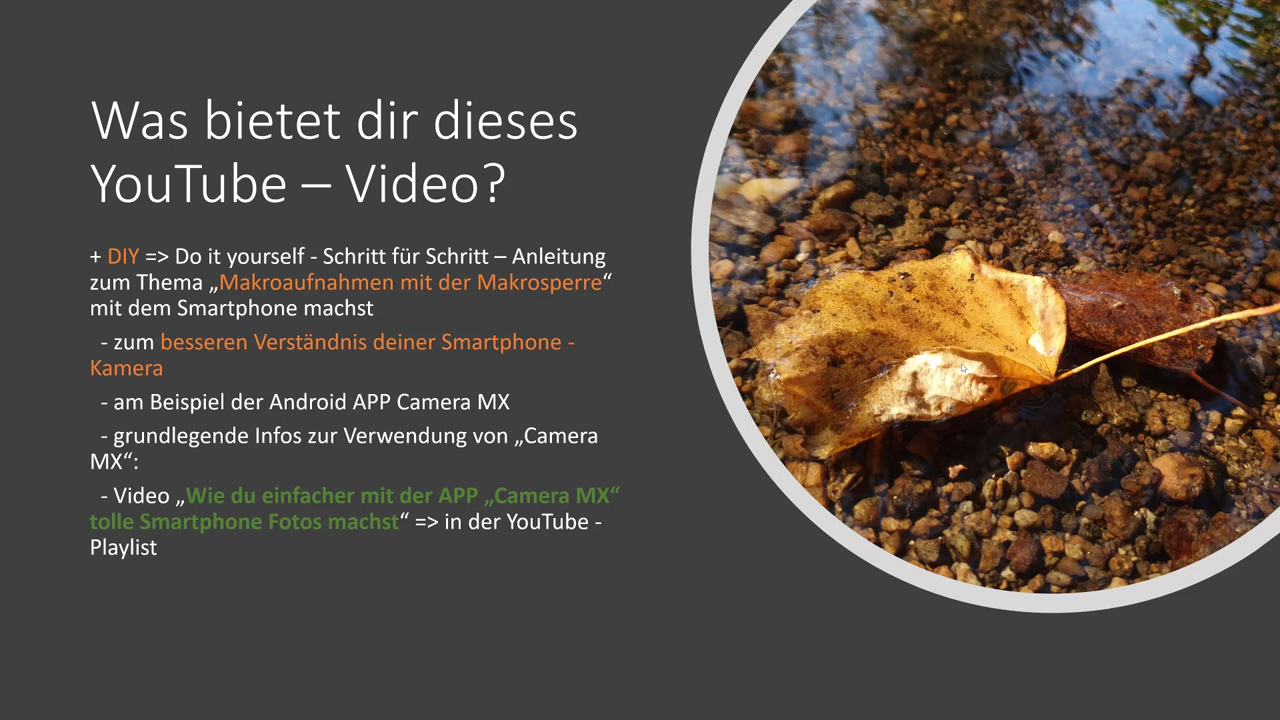 Was bietet dir dieses
YouTube – Video?
+ DIY => Do it yourself - Schritt für Schritt – Anleitung
zum Thema „Makroaufnahmen mit der Makrosperre“
mit dem Smartphone machst
- zum besseren Verständnis deiner Smartphone -
Kamera
- am Beispiel der Android APP Camera MX
- grundlegende Infos zur Verwendung von „Camera
MX“:
- Video „Wie du einfacher mit der APP „Camera MX“
tolle Smartphone Fotos machst“ => in der YouTube -
Playlist